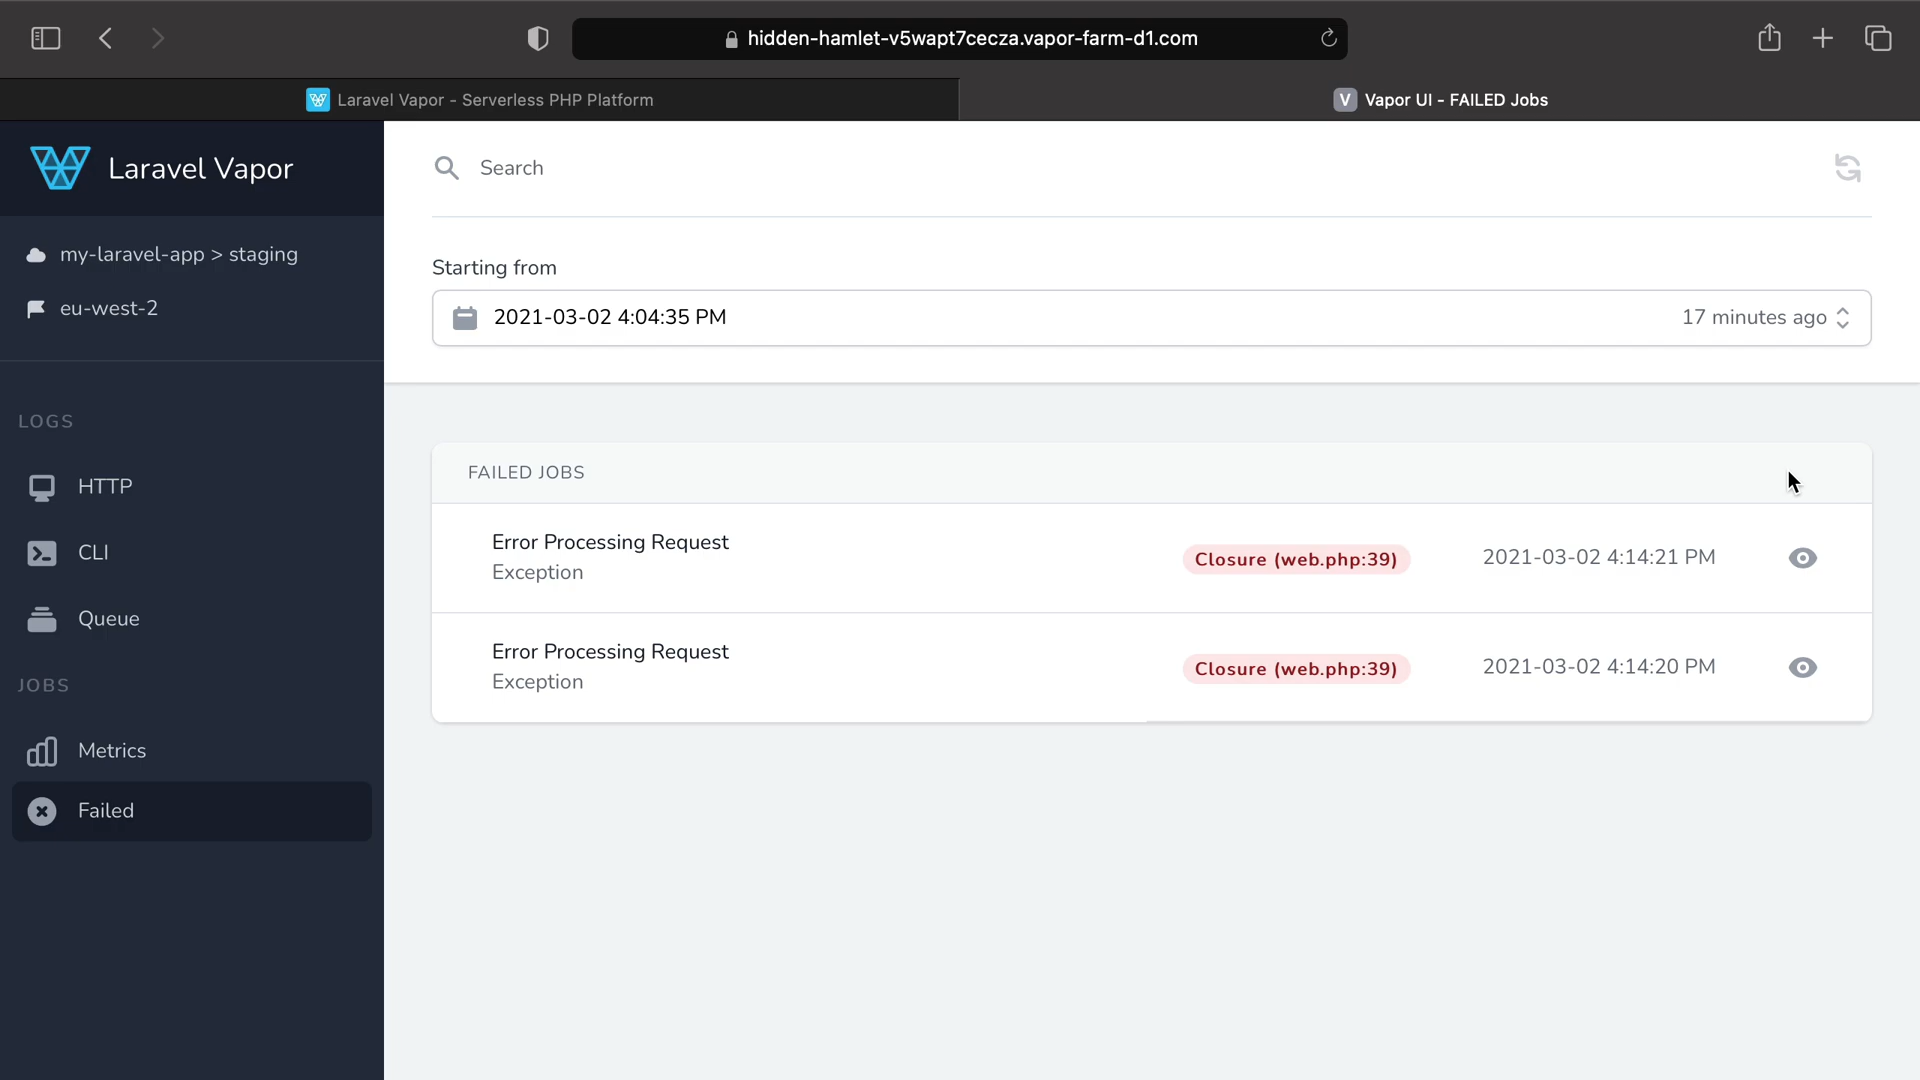 hidden-hamlet-v5wapt7cecza.vapor-farm-d1.com
Laravel Vapor - Serverless PHP Platform
V Vapor UI - FAILED Jobs
Laravel Vapor
my-laravel-app > staging
eu-west-2
LOGS
HTTP
CLI
Queue
JOBS
Metrics
Failed
Search
Starting from
2021-03-02 4:04:35 PM 17 minutes ago
FAILED JOBS
Error Processing Request
Exception
Closure (web.php:39) 2021-03-02 4:14:21 PM
Error Processing Request
Exception
Closure (web.php:39) 2021-03-02 4:14:20 PM